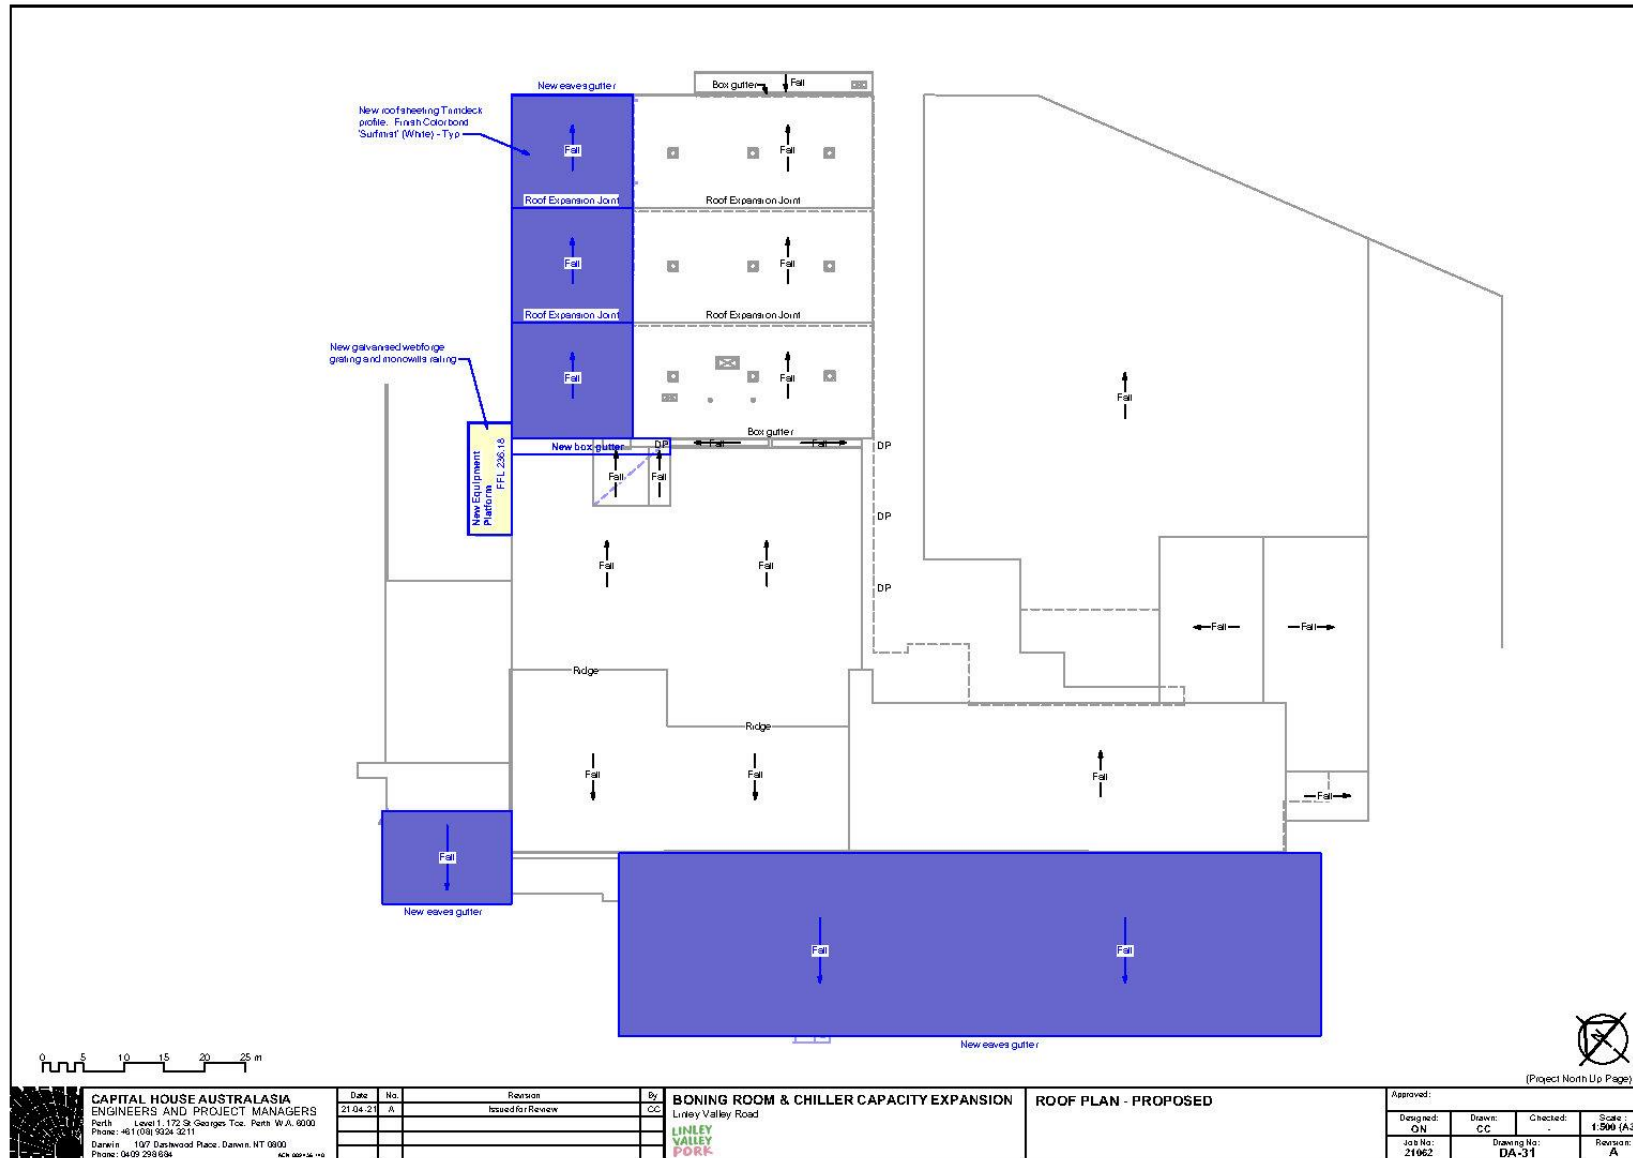 New eaves gutter
Box gutter
Fall
New roof sheeting Trimdeck
profile. Finish Colorbond
'Surfmist' (White) - Typ
Fall
Fall
Roof Expansion Joint
Roof Expansion Joint
Fall
Fall
Roof Expansion Joint
Roof Expansion Joint
New galvanised webforge
grating and monowills railing
Fall
Fall
Fall
Box gutter
New box gutter
DP
Fall
Fall
DP
New Equipment
Platform
FFL 236.18
Fall
Fall
DP
Fall
Fall
DP
Fall
Fall
Ridge
Ridge
Fall
Fall
Fall
Fall
Fall
New eaves gutter
Fall
Fall
New eaves gutter
0 5 10 15 20 25 m
(Project North Up Page)
CAPITAL HOUSE AUSTRALASIA
ENGINEERS AND PROJECT MANAGERS
Perth Level 1, 172 St Georges Tce. Perth W.A. 6000
Phone: +61 (08) 9324 3211
Darwin 10/7 Dashwood Place. Darwin. NT 0800
Phone: 0409 298 684
Date No. Revision By
21-04-21 A Issued for Review CC
BONING ROOM & CHILLER CAPACITY EXPANSION
Linley Valley Road
LINLEY
VALLEY
PORK
ROOF PLAN - PROPOSED
Approved:
Designed: Drawn: Checked: Scale:
QN CC - 1:500 (A3
Job No: Drawing No: Revision:
21062 DA-31 A